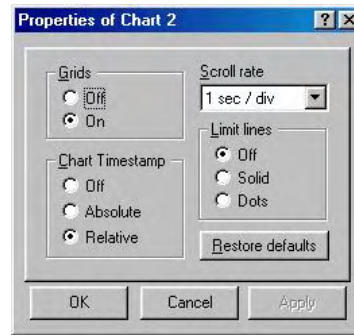 Properties of Chart 2
Grids
Off
On
Chart Timestamp
Off
Absolute
Relative
Scroll rate
1 sec / div
Limit lines
Off
Solid
Dots
Restore defaults
OK
Cancel
Apply